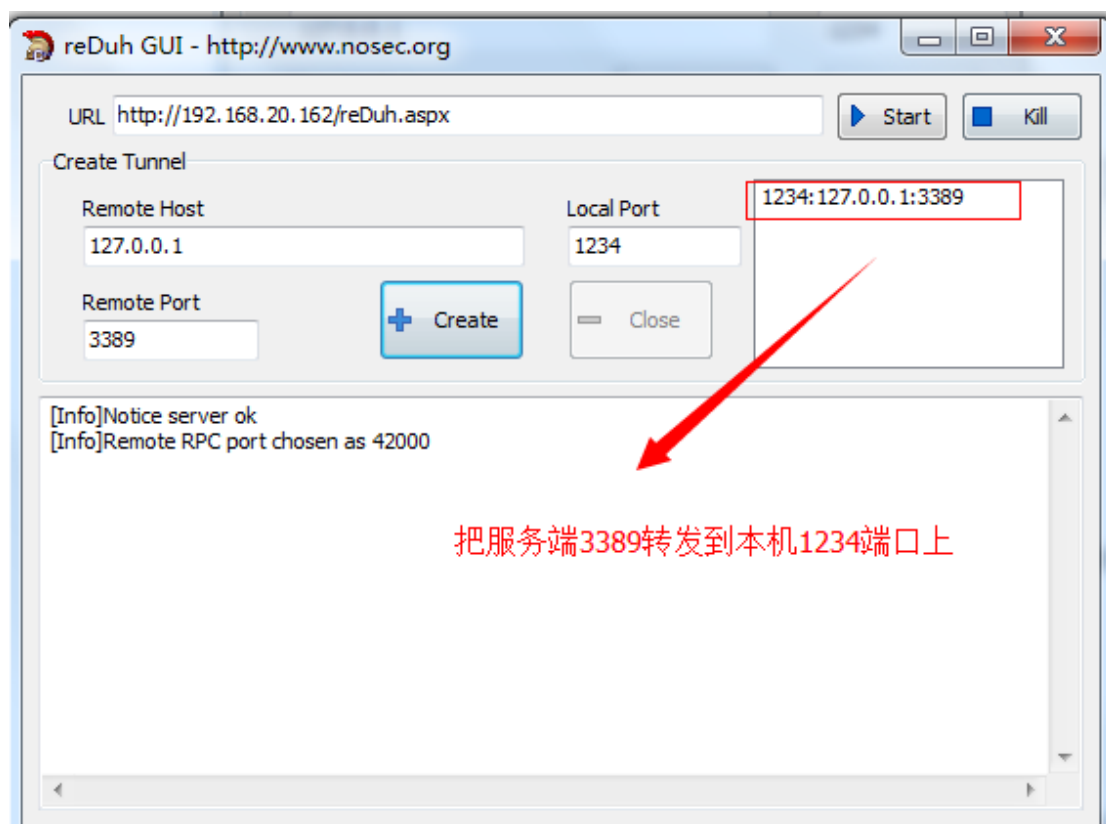 reDuh GUI - http://www.nosec.org
URL http://192.168.20.162/reDuh.aspx Start Kill
Create Tunnel
Remote Host Local Port
127.0.0.1 1234
1234:127.0.0.1:3389
Remote Port
3389
Create Close
[Info]Notice server ok
[Info]Remote RPC port chosen as 42000
把服务端3389转发到本机1234端口上